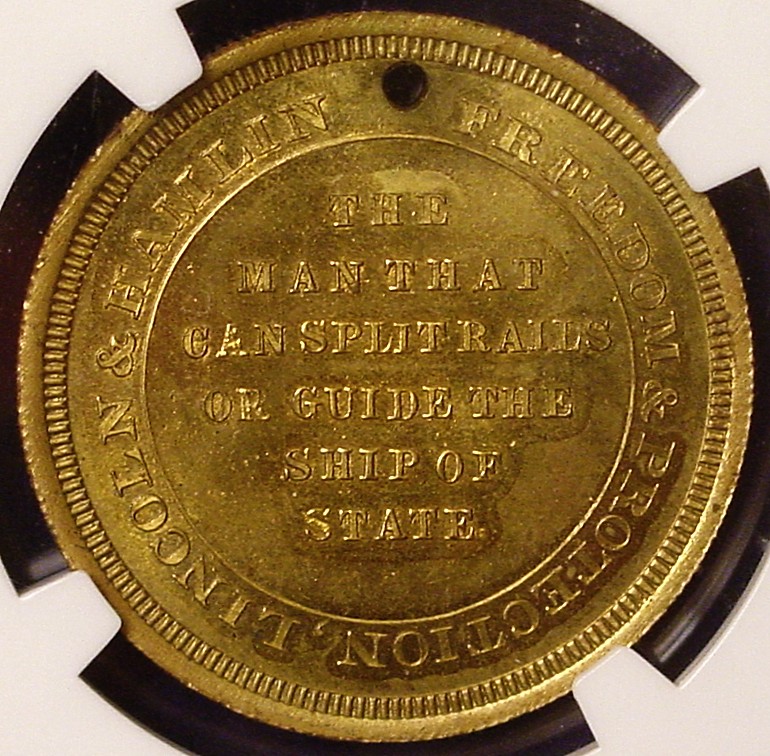 FREEDOM & PROTECTION, LINCOLN & HAMLIN
THE
MAN THAT
CAN SPLIT RAILS
OR GUIDE THE
SHIP OF
STATE.